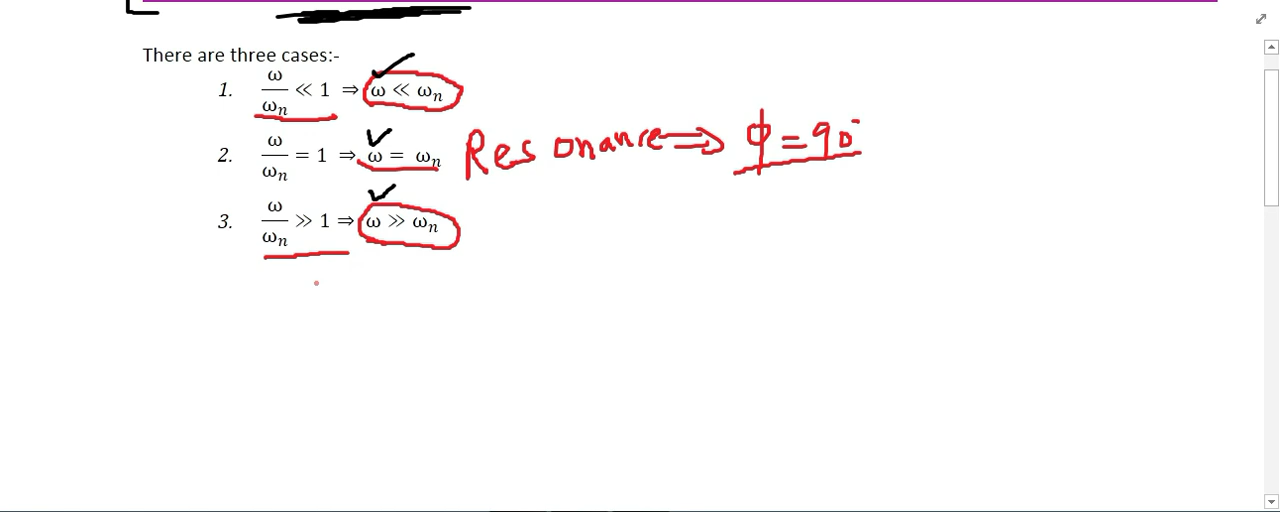 There are three cases:-
1. ω/ωₙ ≪ 1 ⇒ ω ≪ ωₙ
2. ω/ωₙ = 1 ⇒ ω = ωₙ Resonance ⇒ ϕ = 90°
3. ω/ωₙ ≫ 1 ⇒ ω ≫ ωₙ